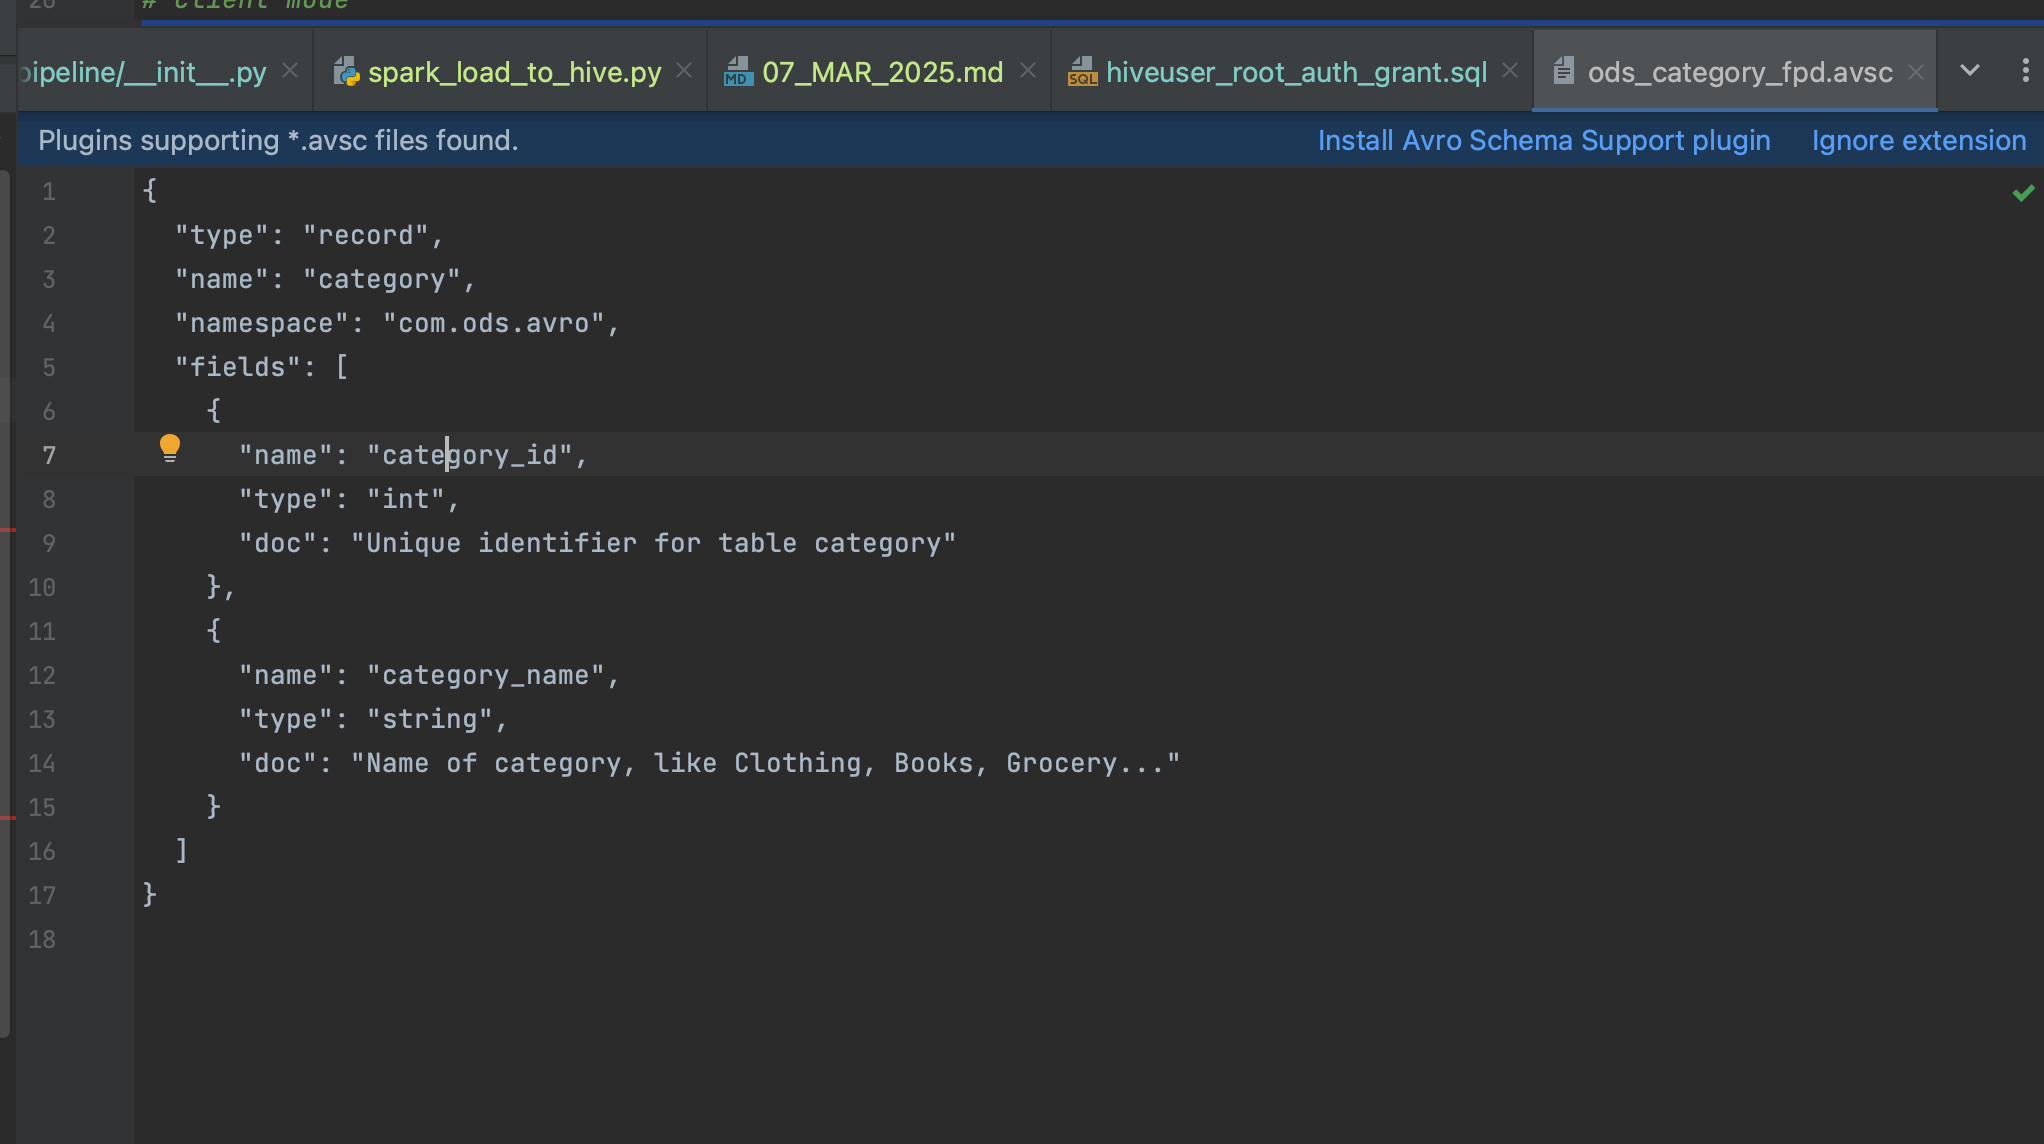 20 # client mode
pipeline/__init__.py spark_load_to_hive.py 07_MAR_2025.md hiveuser_root_auth_grant.sql ods_category_fpd.avsc
Plugins supporting *.avsc files found. Install Avro Schema Support plugin Ignore extension
1 {
2   "type": "record",
3   "name": "category",
4   "namespace": "com.ods.avro",
5   "fields": [
6     {
7       "name": "category_id",
8       "type": "int",
9       "doc": "Unique identifier for table category"
10     },
11     {
12       "name": "category_name",
13       "type": "string",
14       "doc": "Name of category, like Clothing, Books, Grocery..."
15     }
16   ]
17 }
18